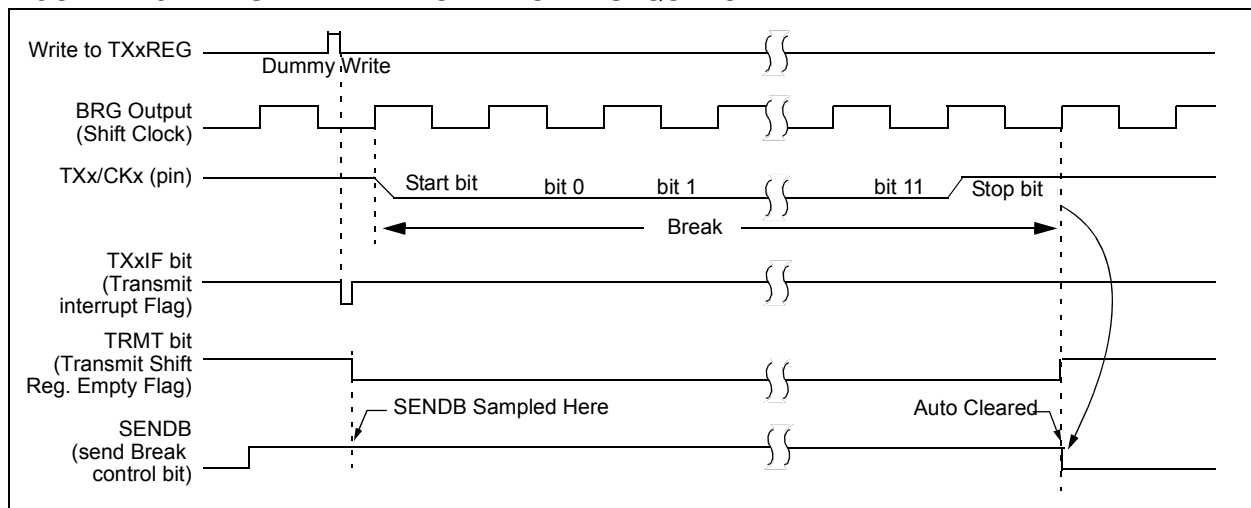 Write to TXxREG
Dummy Write
BRG Output
(Shift Clock)
TXx/CKx (pin)
Start bit
bit 0
bit 1
bit 11
Stop bit
Break
TXxIF bit
(Transmit
interrupt Flag)
TRMT bit
(Transmit Shift
Reg. Empty Flag)
SENDB Sampled Here
Auto Cleared
SENDB
(send Break
control bit)